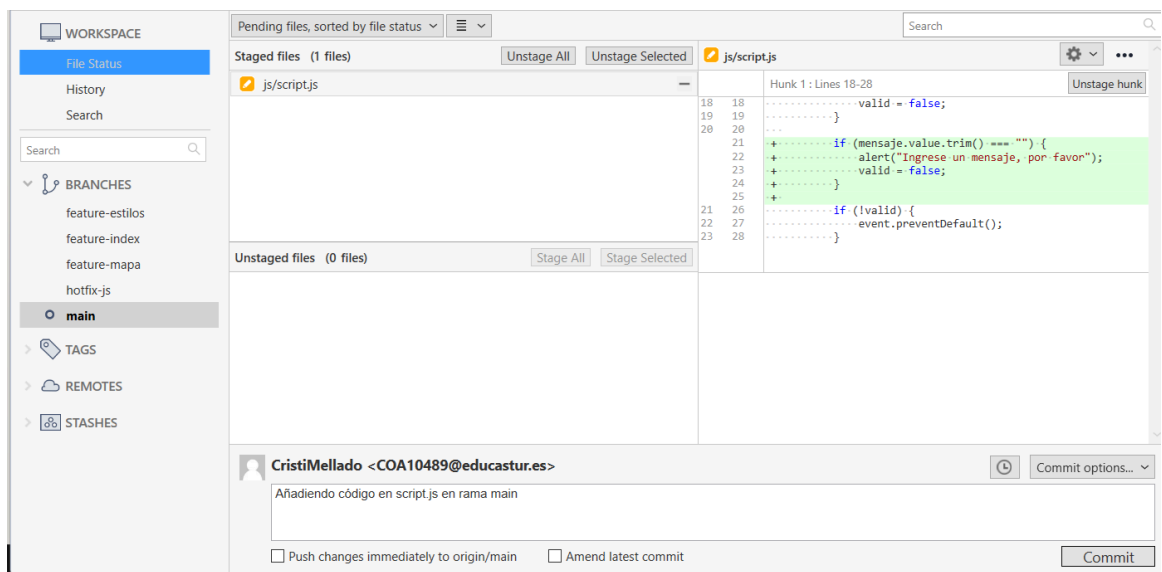 WORKSPACE
File Status
History
Search
Search
BRANCHES
feature-estilos
feature-index
feature-mapa
hotfix-js
main
TAGS
REMOTES
STASHES
Pending files, sorted by file status
Search
Staged files (1 files)
Unstage All
Unstage Selected
js/script.js
Unstaged files (0 files)
Stage All
Stage Selected
js/script.js
Hunk 1 : Lines 18-28
Unstage hunk
18 18 valid = false;
19 19 }
20 20
21 + if (mensaje.value.trim() === "") {
22 + alert("Ingrese un mensaje, por favor");
23 + valid = false;
24 + }
25 +
21 26 if (!valid) {
22 27 event.preventDefault();
23 28 }
CristiMellado <COA10489@educastur.es>
Commit options...
Añadiendo código en script.js en rama main
Push changes immediately to origin/main
Amend latest commit
Commit